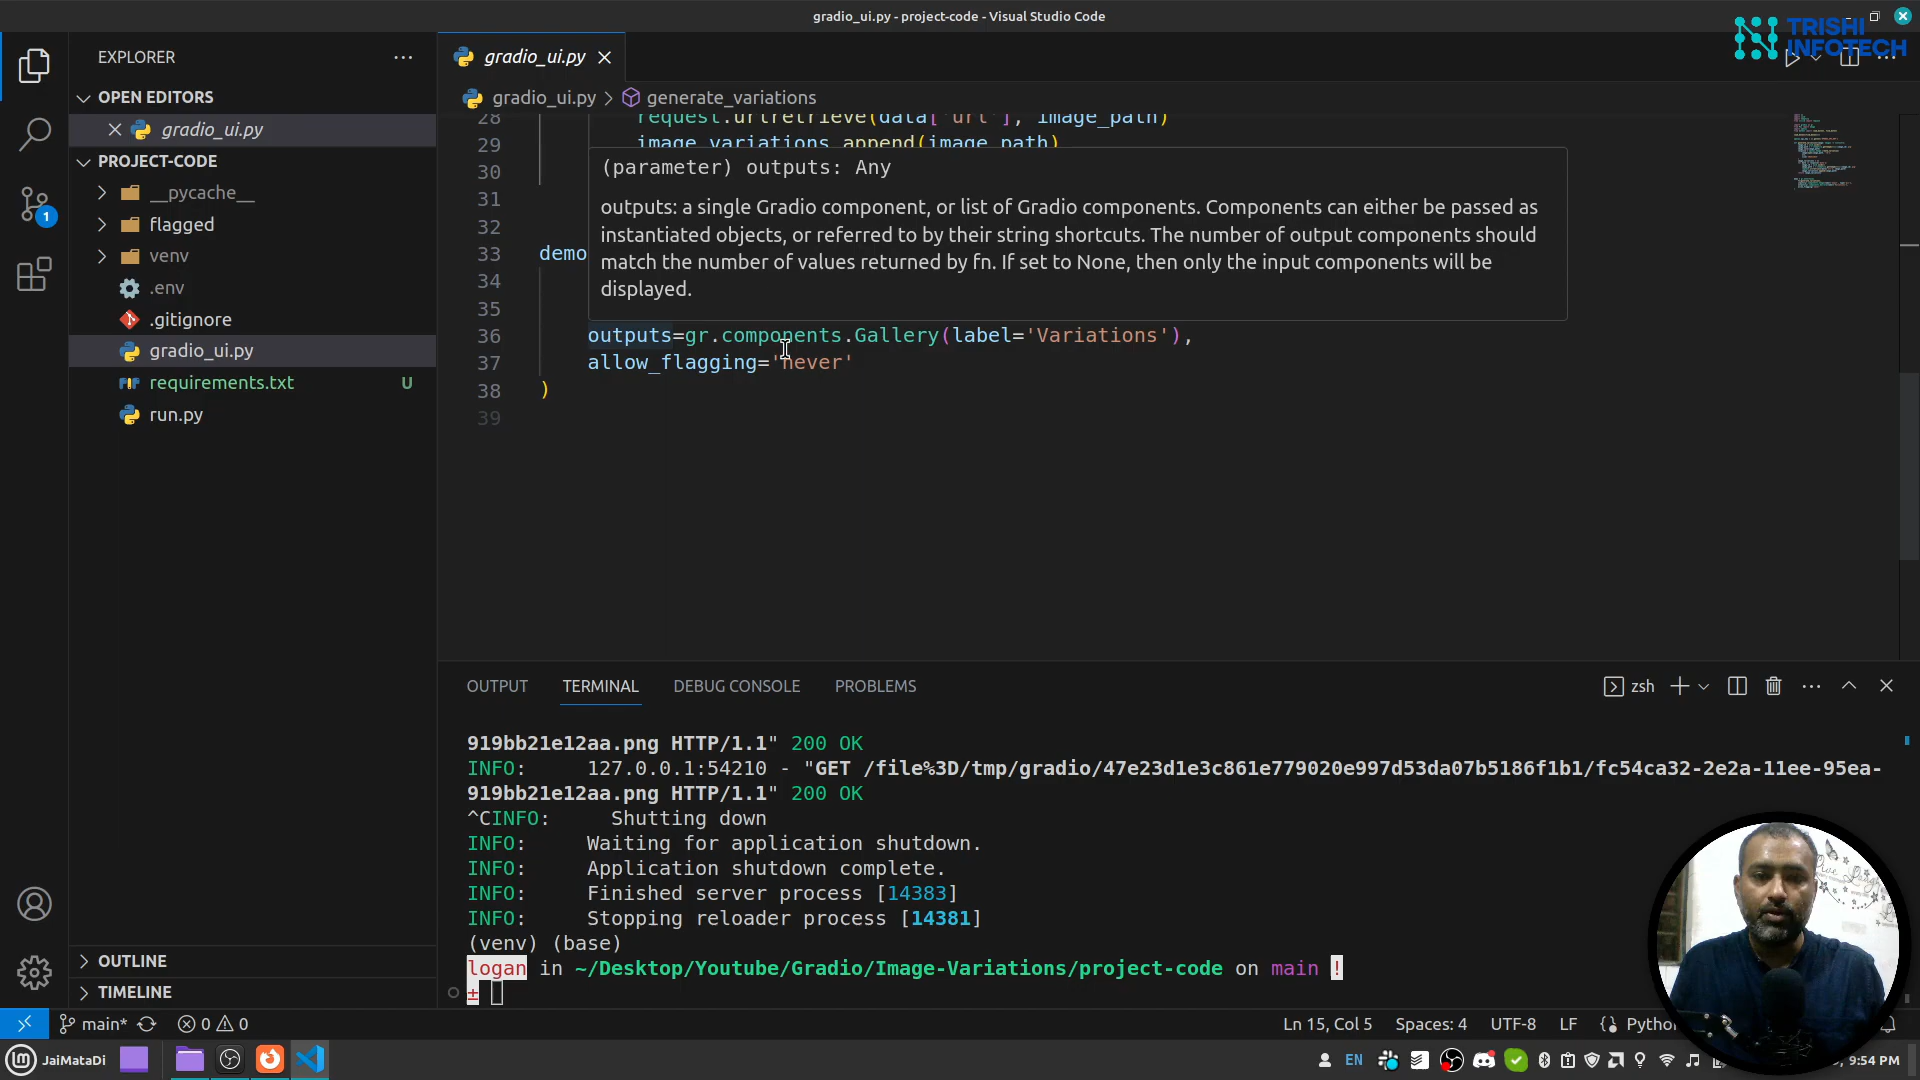 gradio_ui.py - project-code - Visual Studio Code
TRISHI
INFOTECH
EXPLORER
OPEN EDITORS
gradio_ui.py
PROJECT-CODE
__pycache__
flagged
venv
.env
.gitignore
gradio_ui.py
requirements.txt U
run.py
OUTLINE
TIMELINE
1
gradio_ui.py
gradio_ui.py > generate_variations
28 request.urlretrieve(data['url'], image_path)
29 image_variations.append(image_path)
30
31
32
33 demo
34
35
(parameter) outputs: Any
outputs: a single Gradio component, or list of Gradio components. Components can either be passed as
instantiated objects, or referred to by their string shortcuts. The number of output components should
match the number of values returned by fn. If set to None, then only the input components will be
displayed.
36 outputs=gr.components.Gallery(label='Variations'),
37 allow_flagging='never'
38 )
39
OUTPUT TERMINAL DEBUG CONSOLE PROBLEMS
zsh
919bb21e12aa.png HTTP/1.1" 200 OK
INFO: 127.0.0.1:54210 - "GET /file%3D/tmp/gradio/47e23d1e3c861e779020e997d53da07b5186f1b1/fc54ca32-2e2a-11ee-95ea-
919bb21e12aa.png HTTP/1.1" 200 OK
^CINFO: Shutting down
INFO: Waiting for application shutdown.
INFO: Application shutdown complete.
INFO: Finished server process [14383]
INFO: Stopping reloader process [14381]
(venv) (base)
logan in ~/Desktop/Youtube/Gradio/Image-Variations/project-code on main !
±
main* 0 0
Ln 15, Col 5 Spaces: 4 UTF-8 LF
JaiMataDi
EN
9:54 PM